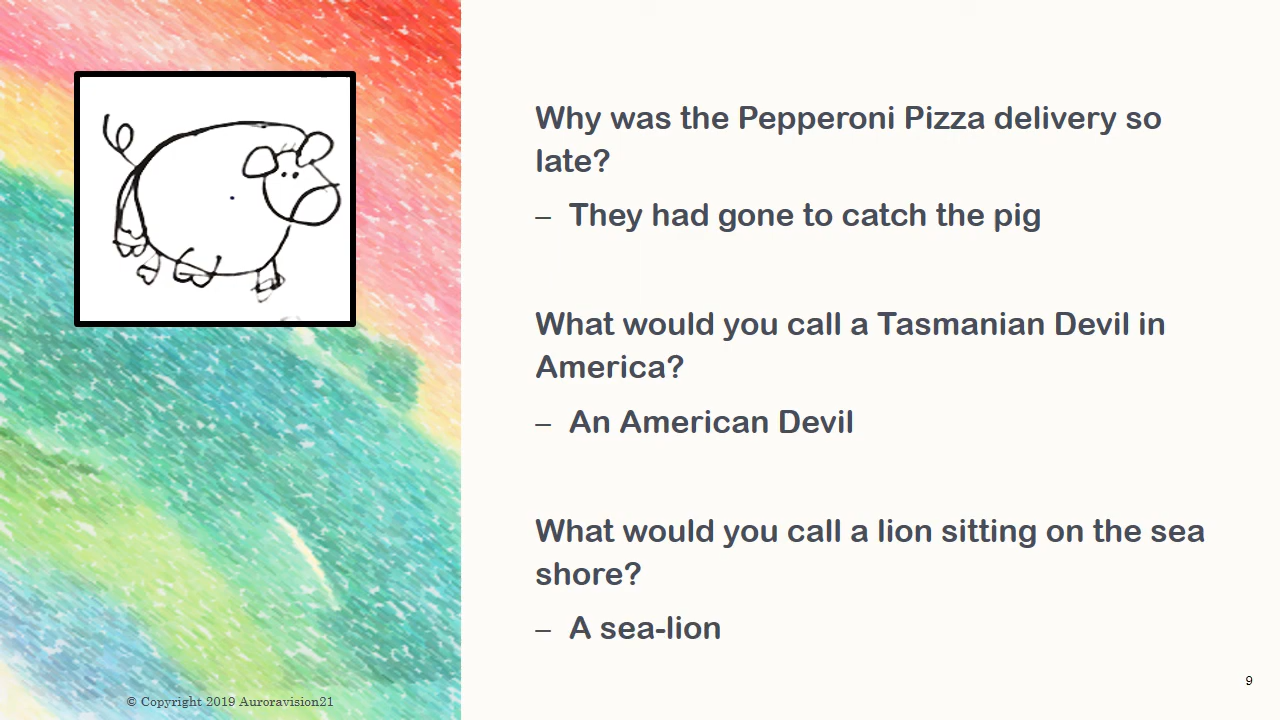 Why was the Pepperoni Pizza delivery so
late?
– They had gone to catch the pig
What would you call a Tasmanian Devil in
America?
– An American Devil
What would you call a lion sitting on the sea
shore?
– A sea-lion
9
© Copyright 2019 Auroravision21